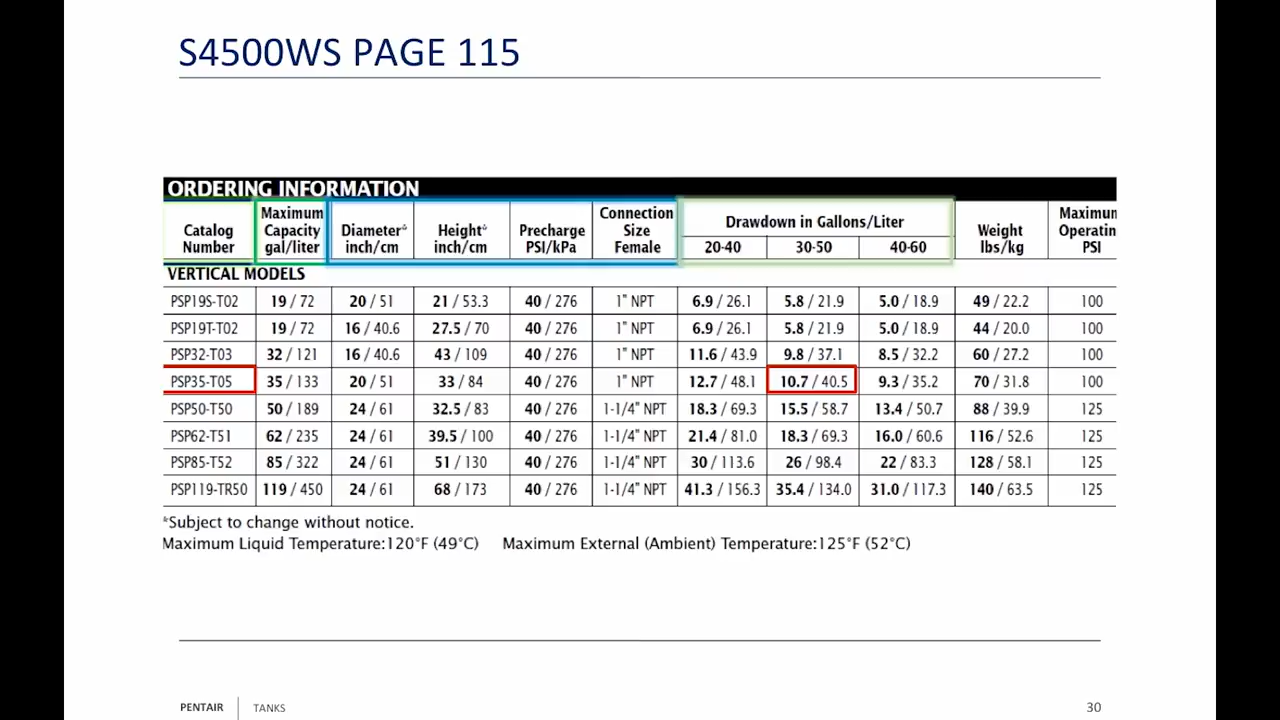 S4500WS PAGE 115
ORDERING INFORMATION
Catalog Number Maximum Capacity gal/liter Diameter* inch/cm Height* inch/cm Precharge PSI/kPa Connection Size Female Drawdown in Gallons/Liter 20-40 30-50 40-60 Weight lbs/kg Maximum Operatin PSI
VERTICAL MODELS
PSP19S-T02 19 / 72 20 / 51 21 / 53.3 40 / 276 1" NPT 6.9 / 26.1 5.8 / 21.9 5.0 / 18.9 49 / 22.2 100
PSP19T-T02 19 / 72 16 / 40.6 27.5 / 70 40 / 276 1" NPT 6.9 / 26.1 5.8 / 21.9 5.0 / 18.9 44 / 20.0 100
PSP32-T03 32 / 121 16 / 40.6 43 / 109 40 / 276 1" NPT 11.6 / 43.9 9.8 / 37.1 8.5 / 32.2 60 / 27.2 100
PSP35-T05 35 / 133 20 / 51 33 / 84 40 / 276 1" NPT 12.7 / 48.1 10.7 / 40.5 9.3 / 35.2 70 / 31.8 100
PSP50-T50 50 / 189 24 / 61 32.5 / 83 40 / 276 1-1/4" NPT 18.3 / 69.3 15.5 / 58.7 13.4 / 50.7 88 / 39.9 125
PSP62-T51 62 / 235 24 / 61 39.5 / 100 40 / 276 1-1/4" NPT 21.4 / 81.0 18.3 / 69.3 16.0 / 60.6 116 / 52.6 125
PSP85-T52 85 / 322 24 / 61 51 / 130 40 / 276 1-1/4" NPT 30 / 113.6 26 / 98.4 22 / 83.3 128 / 58.1 125
PSP119-TR50 119 / 450 24 / 61 68 / 173 40 / 276 1-1/4" NPT 41.3 / 156.3 35.4 / 134.0 31.0 / 117.3 140 / 63.5 125
*Subject to change without notice.
Maximum Liquid Temperature:120°F (49°C) Maximum External (Ambient) Temperature:125°F (52°C)
PENTAIR TANKS 30